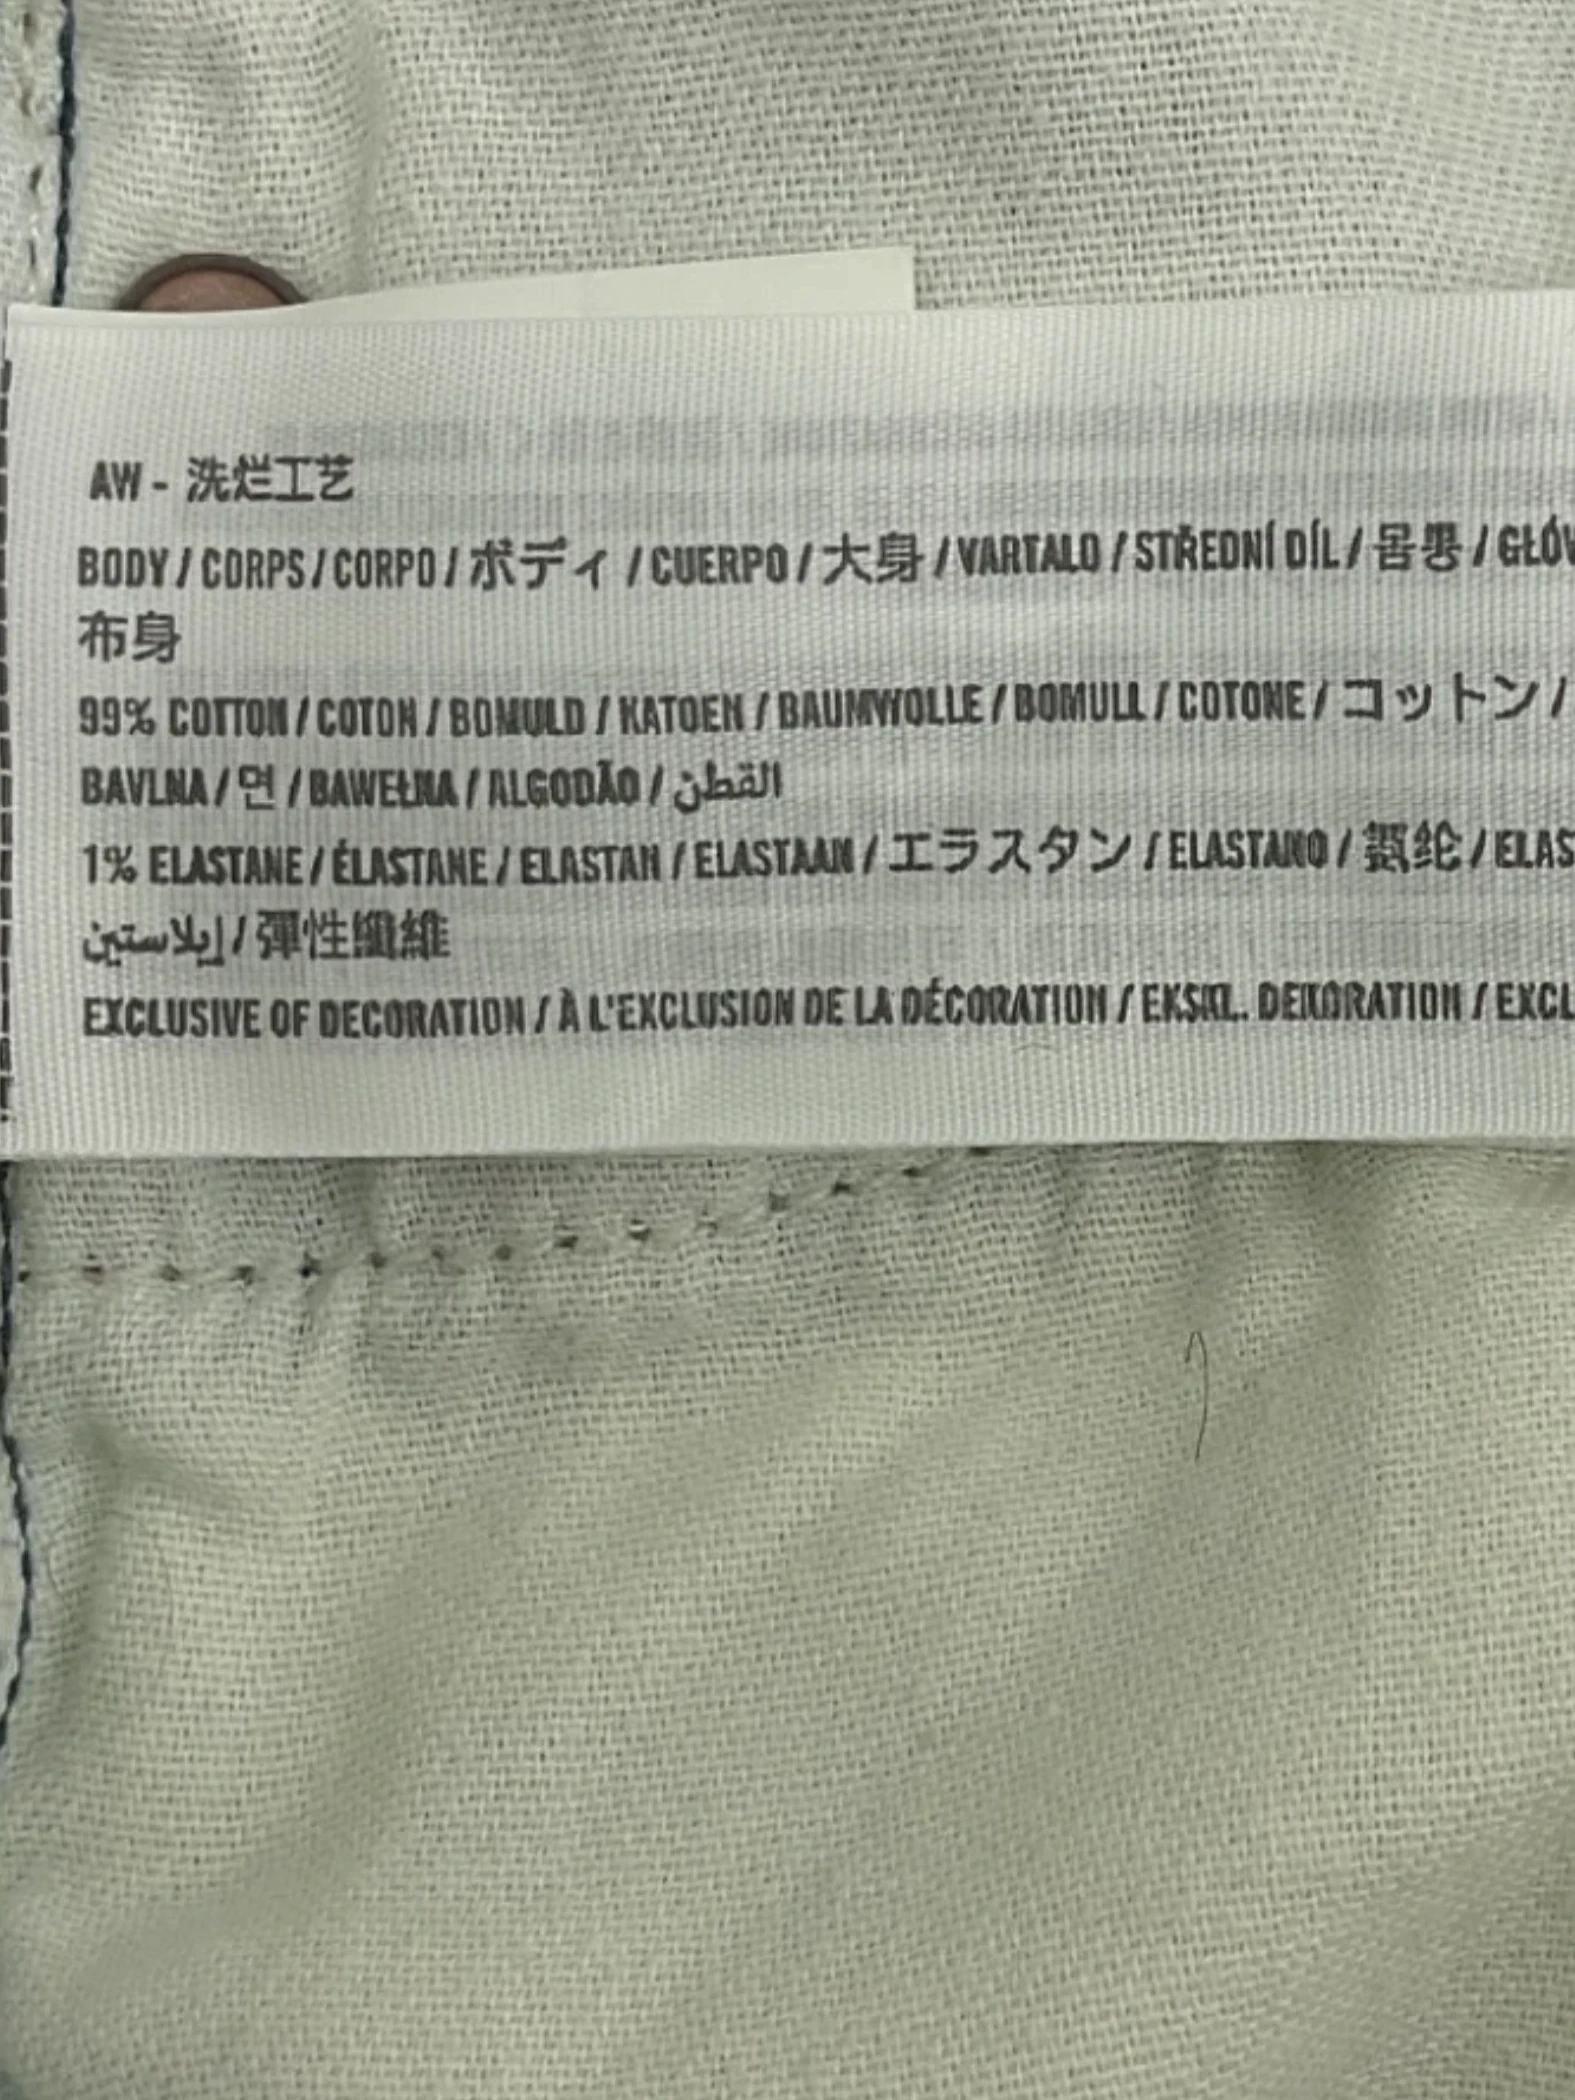 AW - 洗烂工艺
BODY / CORPS / CORPO / ボディ / CUERPO / 大身 / VARTALO / STŘEDNÍ DÍL / 몸통 /
布身
99% COTTON / COTON / BOMULD / KATOEN / BAUMWOLLE / BOMULL / COTONE / コットン /
BAVLNA / 면 / BAWEŁNA / ALGODÃO / القطن
1% ELASTANE / ÉLASTANE / ELASTAN / ELASTAAN / エラスタン / ELASTANO / 氨纶 /
إيلاستين / 彈性纖維
EXCLUSIVE OF DECORATION / À L'EXCLUSION DE LA DÉCORATION / EKSKL. DEKORATION /